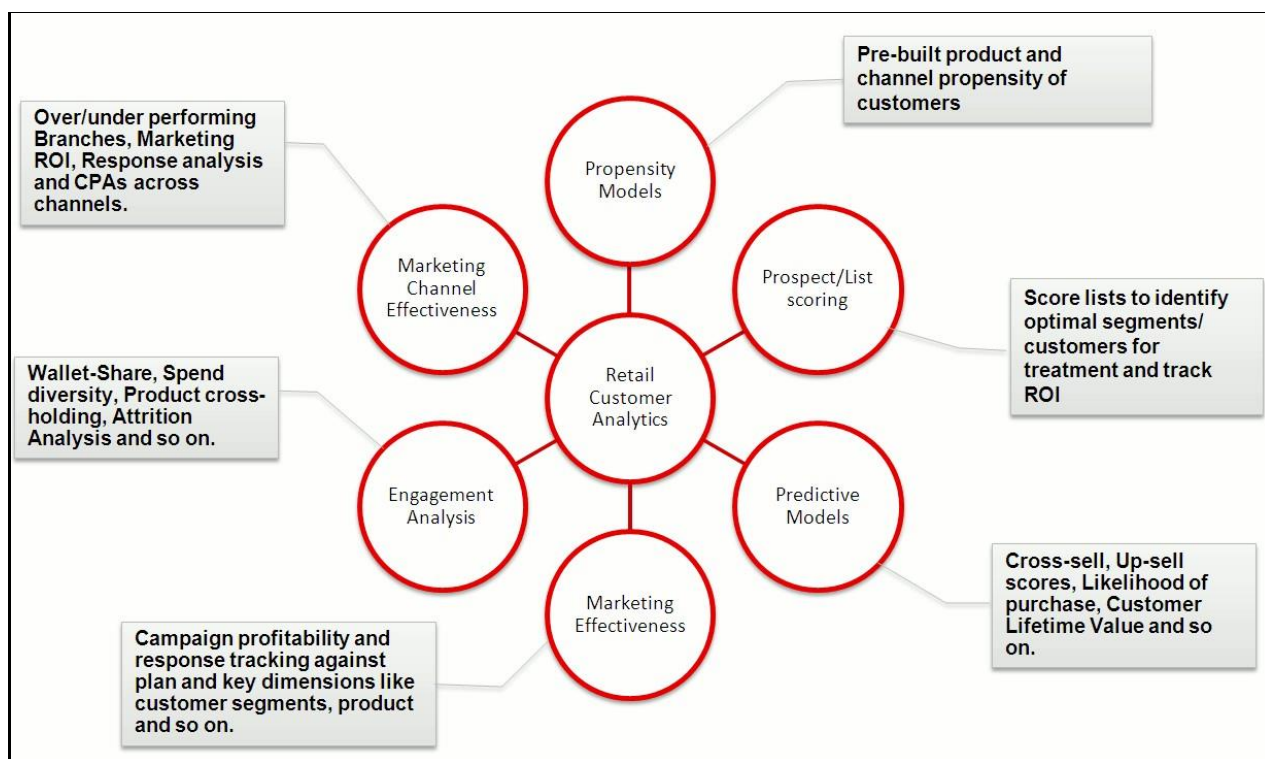 Pre-built product and
channel propensity of
customers
Over/under performing
Branches, Marketing
ROI, Response analysis
and CPAs across
channels.
Propensity
Models
Marketing
Channel
Effectiveness
Prospect/List
scoring
Score lists to identify
optimal segments/
customers for
treatment and track
ROI
Wallet-Share, Spend
diversity, Product cross-
holding, Attrition
Analysis and so on.
Retail
Customer
Analytics
Engagement
Analysis
Predictive
Models
Cross-sell, Up-sell
scores, Likelihood of
purchase, Customer
Lifetime Value and so
on.
Marketing
Effectiveness
Campaign profitability and
response tracking against
plan and key dimensions like
customer segments, product
and so on.